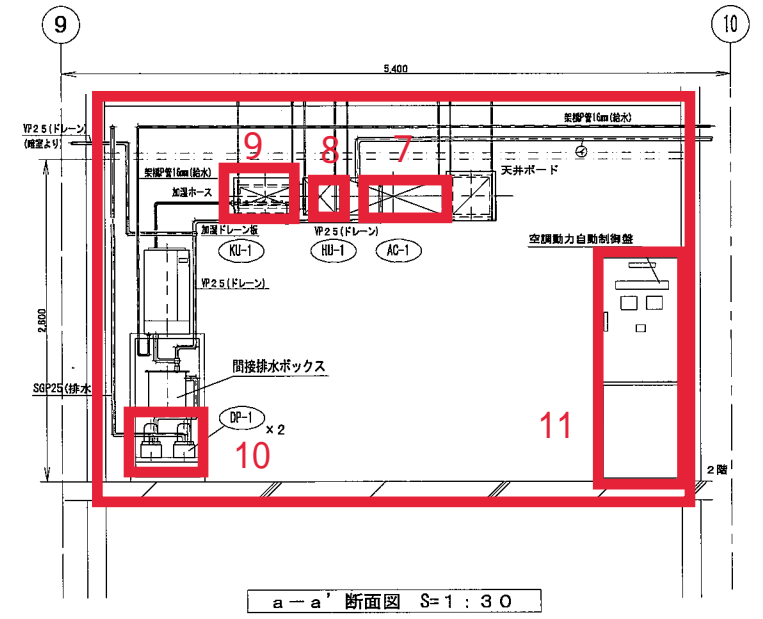 9
10
5,400
VP25(ドレーン)
(暗室より)
架橋P管16mm(給水)
9
8
7
天井ボード
架橋P管16mm(給水)
加湿ホース
加湿ドレーン板
VP25(ドレーン)
KU-1
HU-1
AC-1
空調動力自動制御盤
VP25(ドレーン)
2,600
間接排水ボックス
SGP25(排水
DP-1
×2
10
11
2階
a-a' 断面図 S=1:30